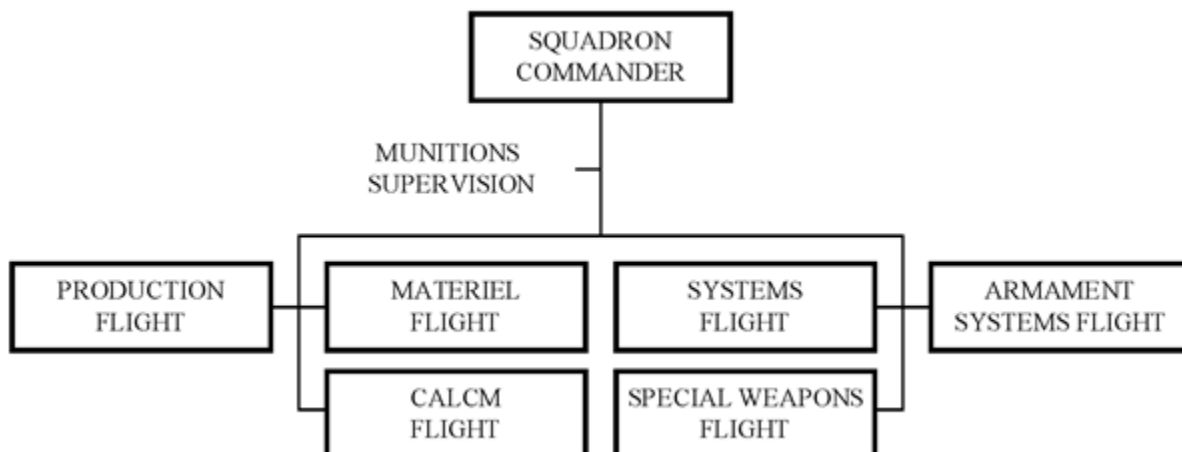 SQUADRON
COMMANDER
MUNITIONS
SUPERVISION
PRODUCTION
FLIGHT
MATERIEL
FLIGHT
SYSTEMS
FLIGHT
ARMAMENT
SYSTEMS FLIGHT
CALCM
FLIGHT
SPECIAL WEAPONS
FLIGHT